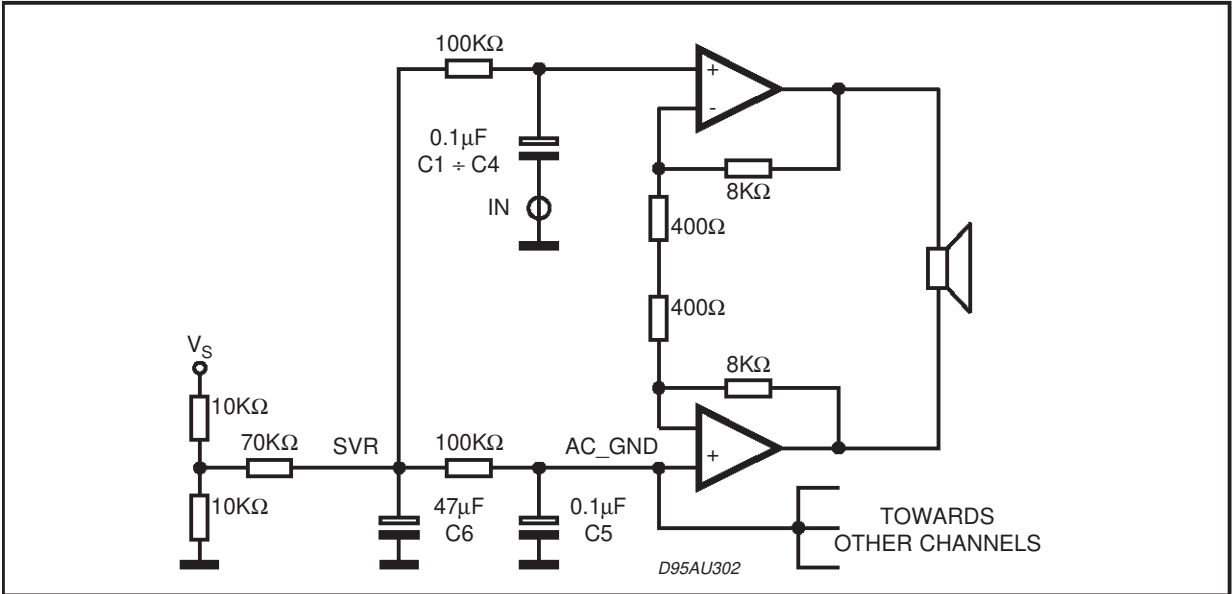 100KΩ
+
-
0.1µF
C1 ÷ C4
8KΩ
IN
400Ω
400Ω
VS
8KΩ
10KΩ
70KΩ
SVR
100KΩ
AC_GND
+
10KΩ
47µF
C6
0.1µF
C5
TOWARDS
OTHER CHANNELS
D95AU302